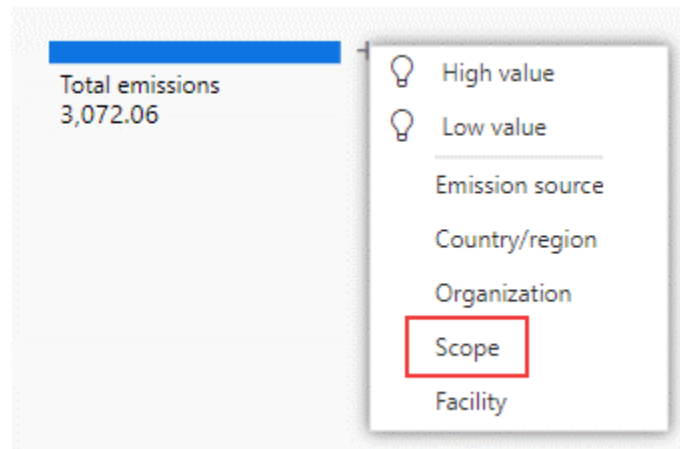 Total emissions
3,072.06
High value
Low value
Emission source
Country/region
Organization
Scope
Facility